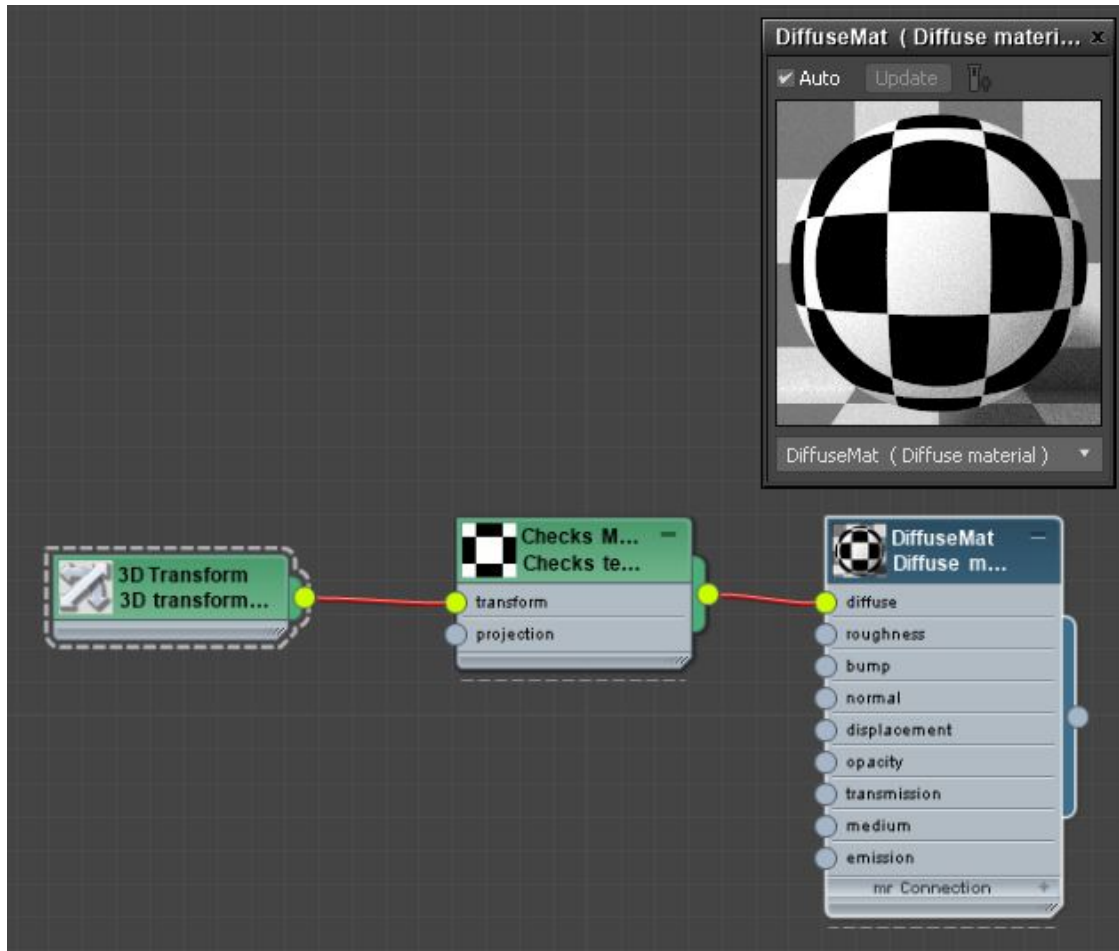 DiffuseMat ( Diffuse materi...
Auto
Update
DiffuseMat ( Diffuse material )
3D Transform
3D transform...
Checks M...
Checks te...
transform
projection
DiffuseMat
Diffuse m...
diffuse
roughness
bump
normal
displacement
opacity
transmission
medium
emission
mr Connection